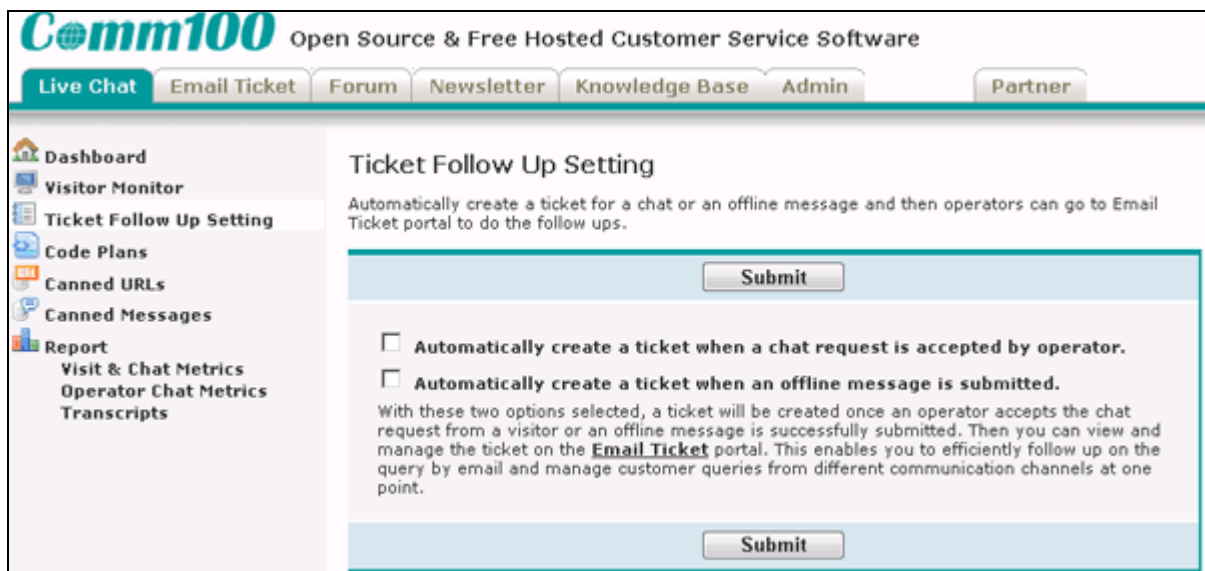 Comm100 Open Source & Free Hosted Customer Service Software
Live Chat Email Ticket Forum Newsletter Knowledge Base Admin Partner
Dashboard
Visitor Monitor
Ticket Follow Up Setting
Code Plans
Canned URLs
Canned Messages
Report
Visit & Chat Metrics
Operator Chat Metrics
Transcripts
Ticket Follow Up Setting
Automatically create a ticket for a chat or an offline message and then operators can go to Email
Ticket portal to do the follow ups.
Submit
Automatically create a ticket when a chat request is accepted by operator.
Automatically create a ticket when an offline message is submitted.
With these two options selected, a ticket will be created once an operator accepts the chat
request from a visitor or an offline message is successfully submitted. Then you can view and
manage the ticket on the Email Ticket portal. This enables you to efficiently follow up on the
query by email and manage customer queries from different communication channels at one
point.
Submit